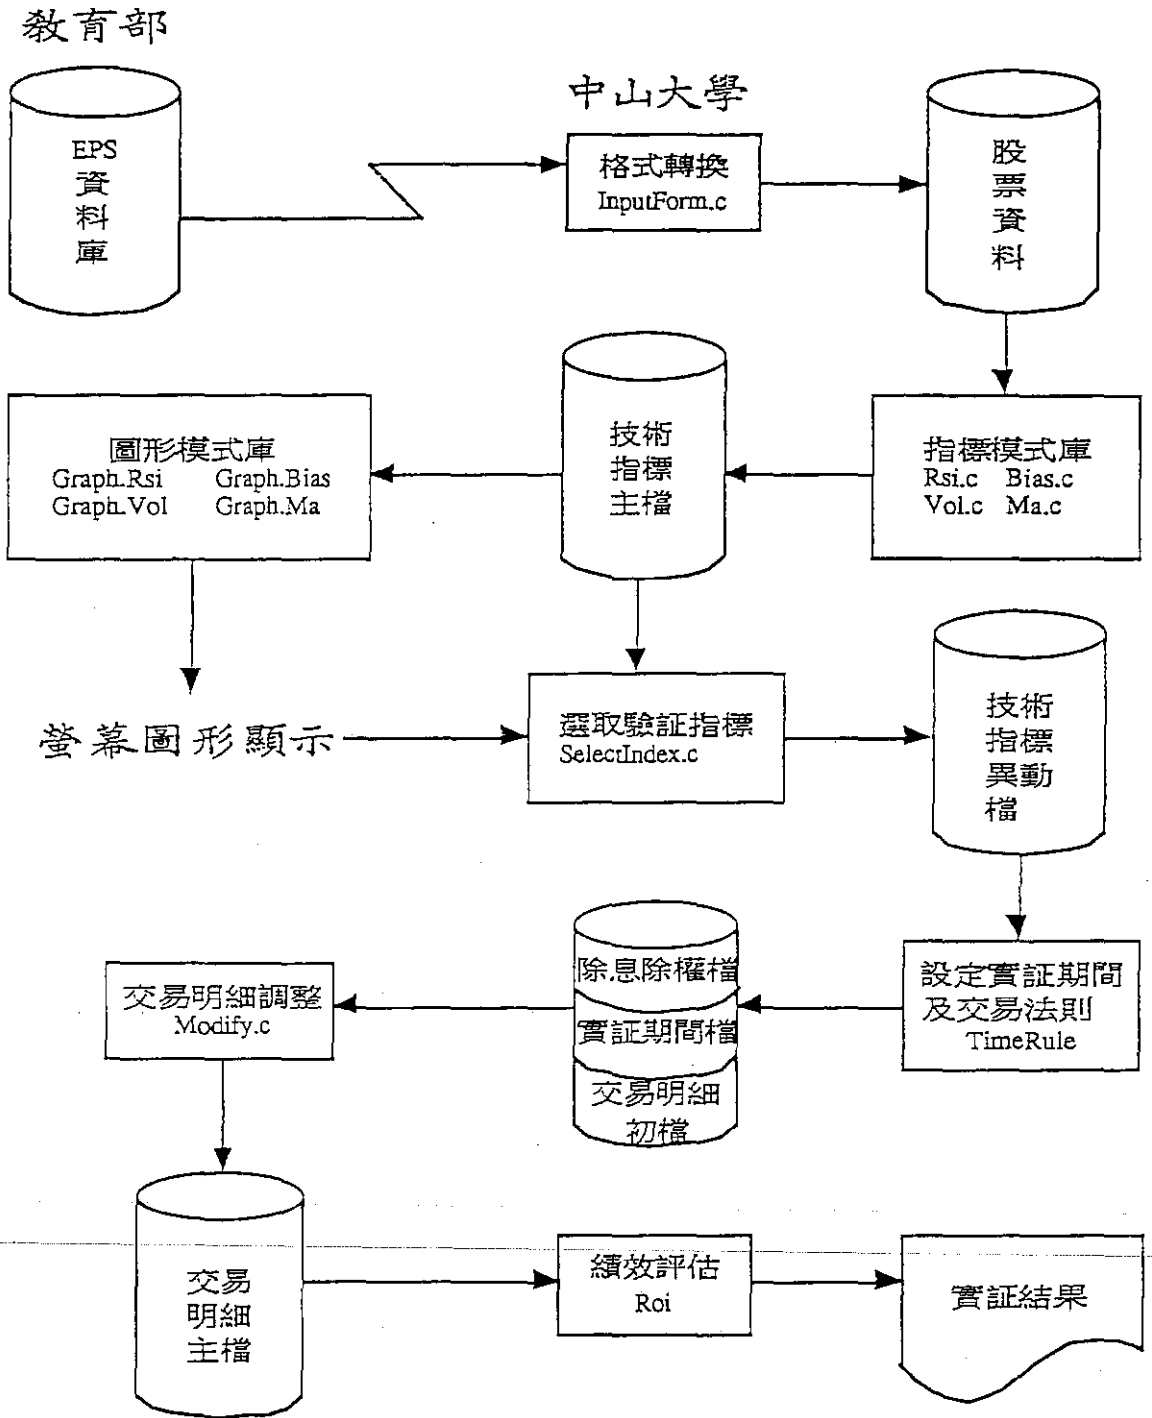 教育部
中山大學
EPS
資
料
庫
格式轉換
InputForm.c
股
票
資
料
圖形模式庫
Graph.Rsi Graph.Bias
Graph.Vol Graph.Ma
技術
指標
主檔
指標模式庫
Rsi.c Bias.c
Vol.c Ma.c
螢幕圖形顯示
選取驗証指標
SelectIndex.c
技術
指標
異動
檔
交易明細調整
Modify.c
除息除權檔
實証期間檔
交易明細
初檔
設定實証期間
及交易法則
TimeRule
交易
明細
主檔
績效評估
Roi
實証結果